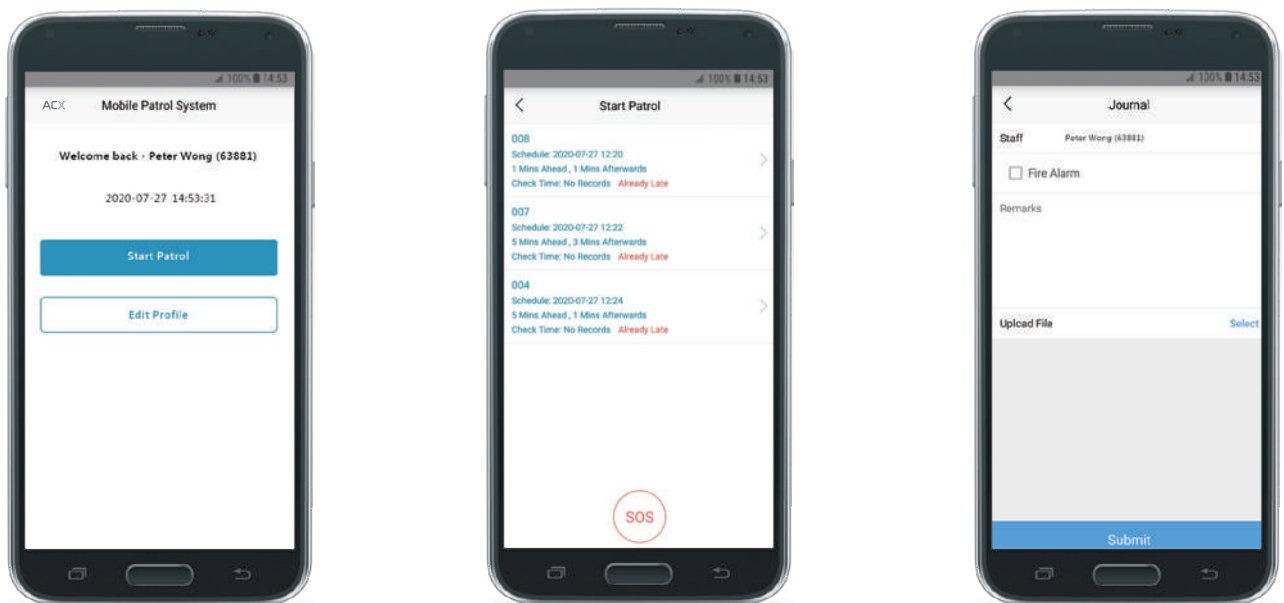 100% 14:53
ACX Mobile Patrol System
Welcome back · Peter Wong (63881)
2020-07-27 14:53:31
Start Patrol
Edit Profile
100% 14:53
Start Patrol
008
Schedule: 2020-07-27 12:20
1 Mins Ahead , 1 Mins Afterwards
Check Time: No Records Already Late
007
Schedule: 2020-07-27 12:22
5 Mins Ahead , 3 Mins Afterwards
Check Time: No Records Already Late
004
Schedule: 2020-07-27 12:24
5 Mins Ahead , 1 Mins Afterwards
Check Time: No Records Already Late
SOS
100% 14:53
Journal
Staff Peter Wong (63881)
Fire Alarm
Remarks
Upload File Select
Submit